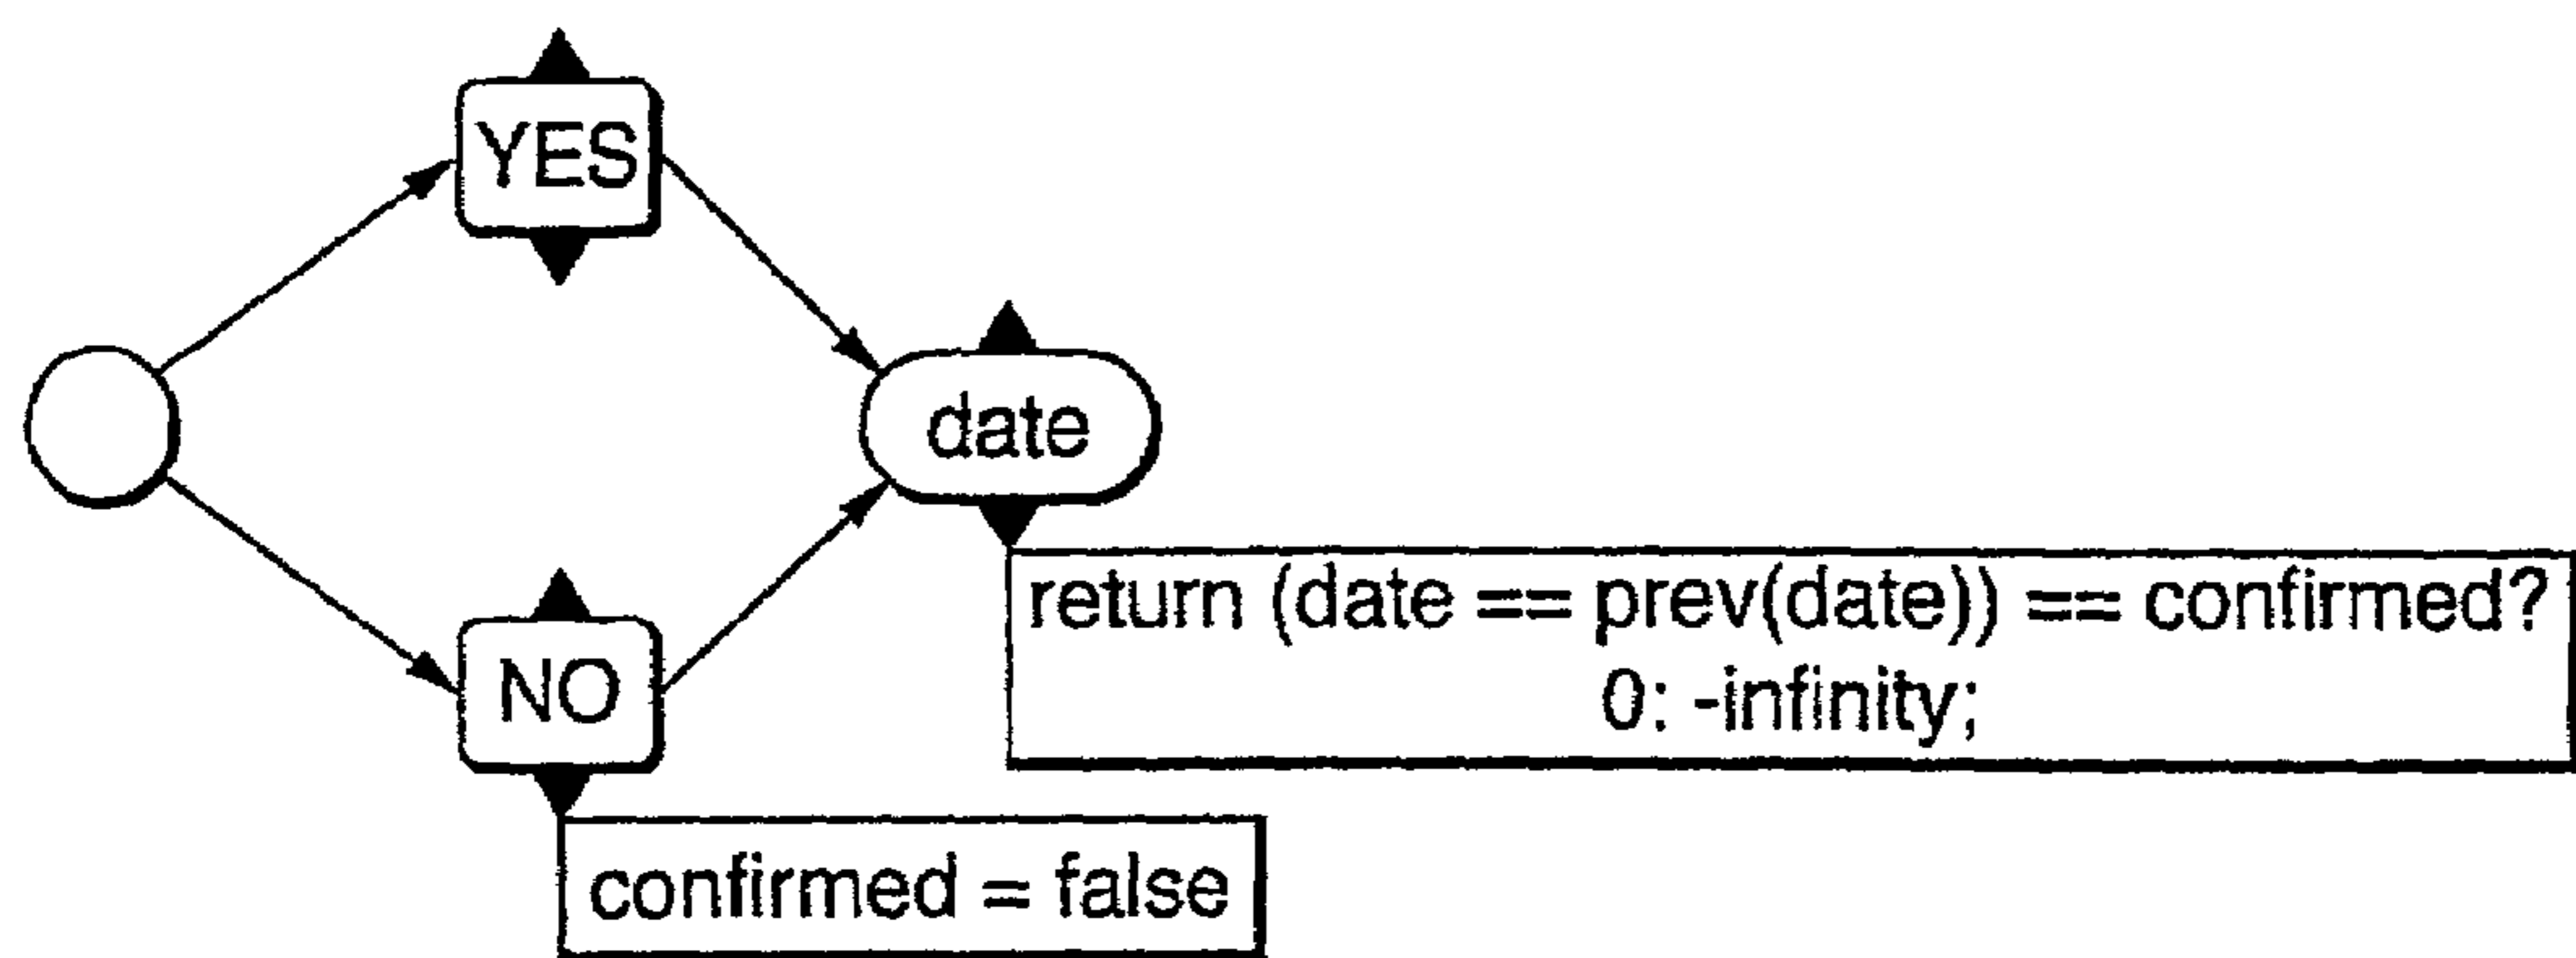 YES
date
return (date == prev(date)) == confirmed?
0: -infinity;
NO
confirmed = false